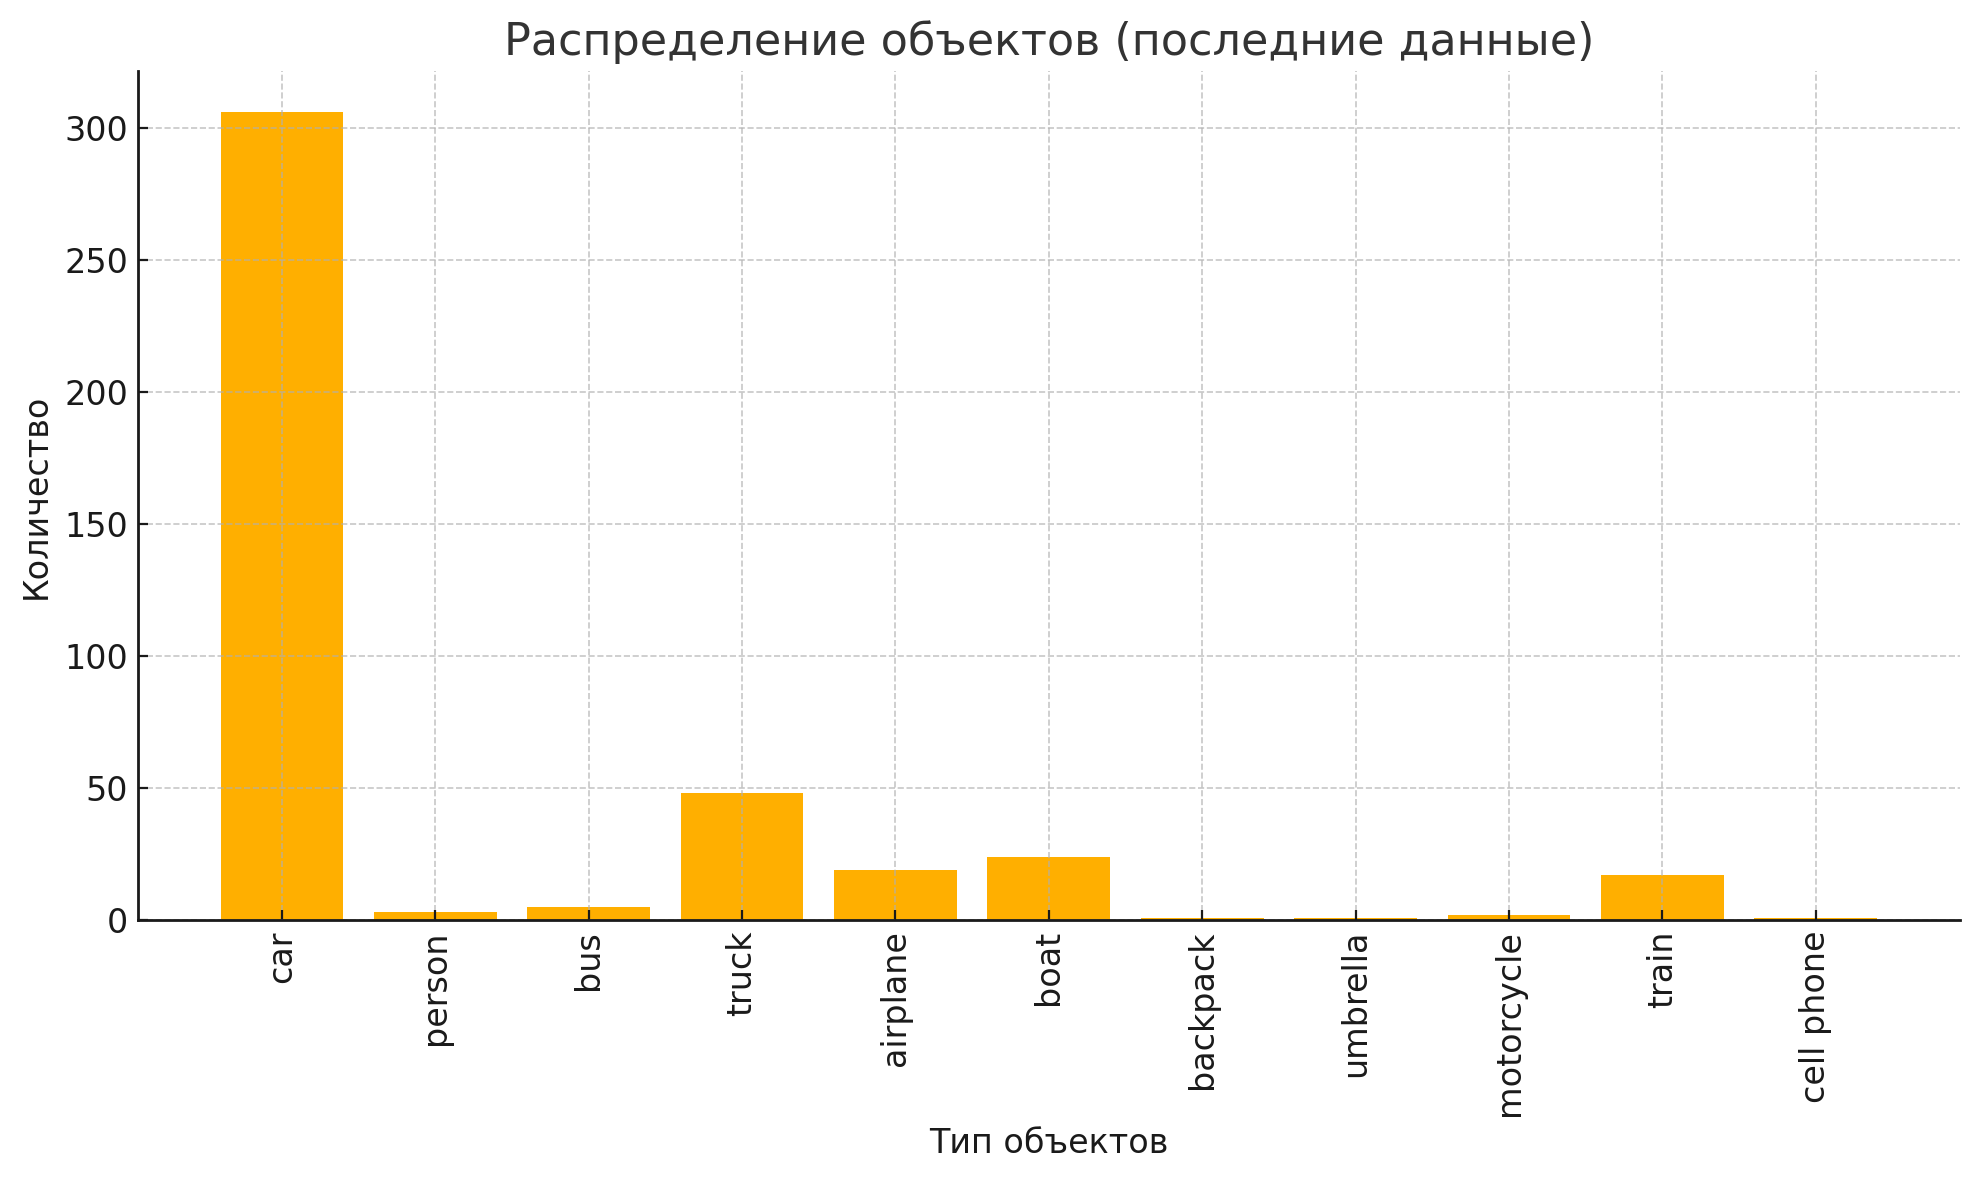 Распределение объектов (последние данные)
Количество
300
250
200
150
100
50
0
car
person
bus
truck
airplane
boat
backpack
umbrella
motorcycle
train
cell phone
Тип объектов